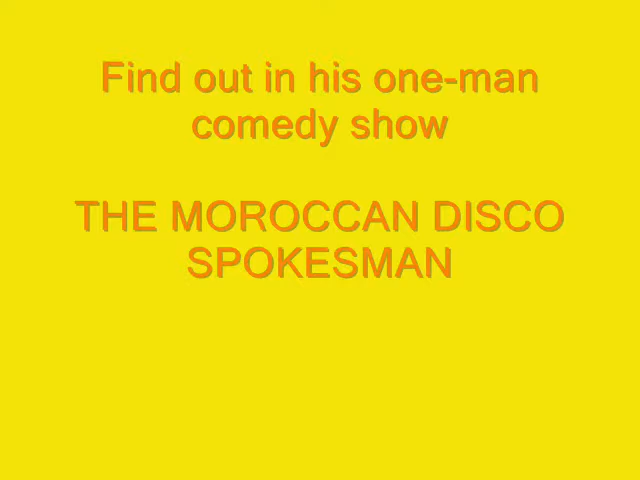 Find out in his one-man
comedy show
THE MOROCCAN DISCO
SPOKESMAN